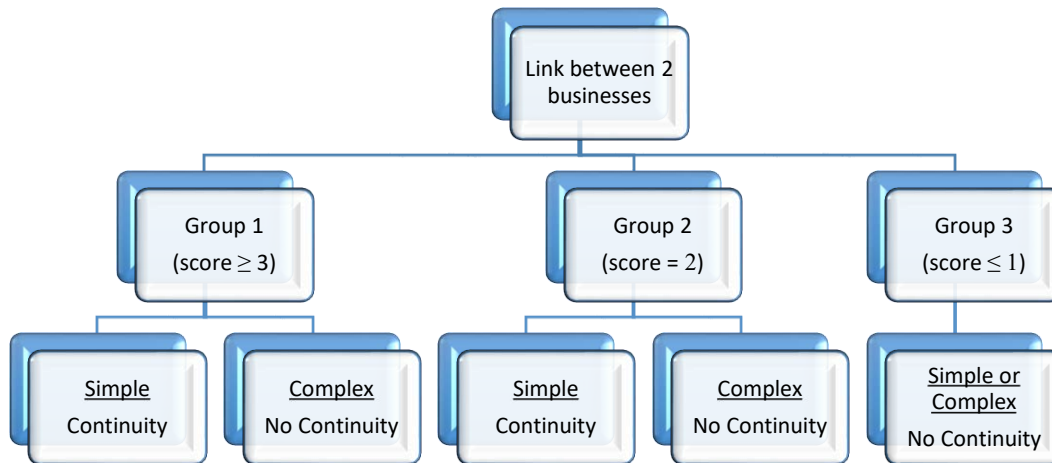 Link between 2
businesses
Group 1
(score ≥ 3)
Group 2
(score = 2)
Group 3
(score ≤ 1)
Simple
Continuity
Complex
No Continuity
Simple
Continuity
Complex
No Continuity
Simple or
Complex
No Continuity